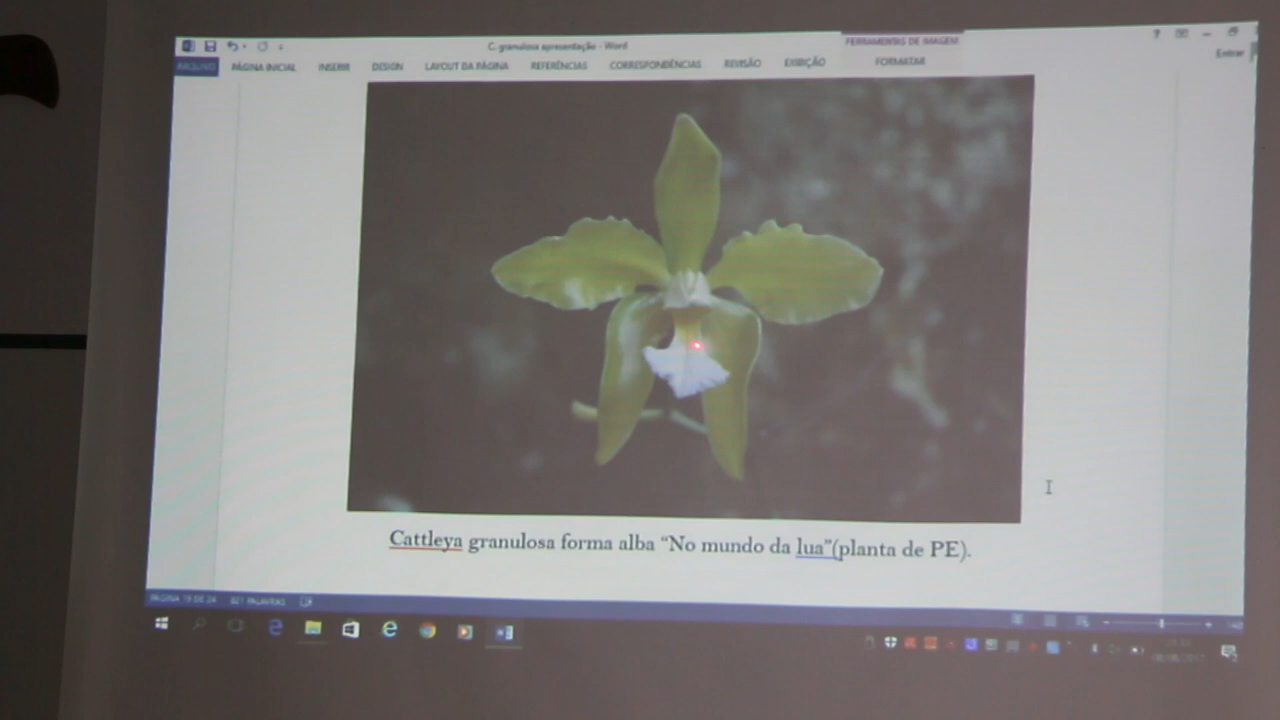 C. granulosa apresentação - Word
FERRAMENTAS DE IMAGEM
ARQUIVO PÁGINA INICIAL INSERIR DESIGN LAYOUT DA PÁGINA REFERÊNCIAS CORRESPONDÊNCIAS REVISÃO EXIBIÇÃO FORMATAR Entrar
Cattleya granulosa forma alba “No mundo da lua”(planta de PE).
PÁGINA 19 DE 24 821 PALAVRAS